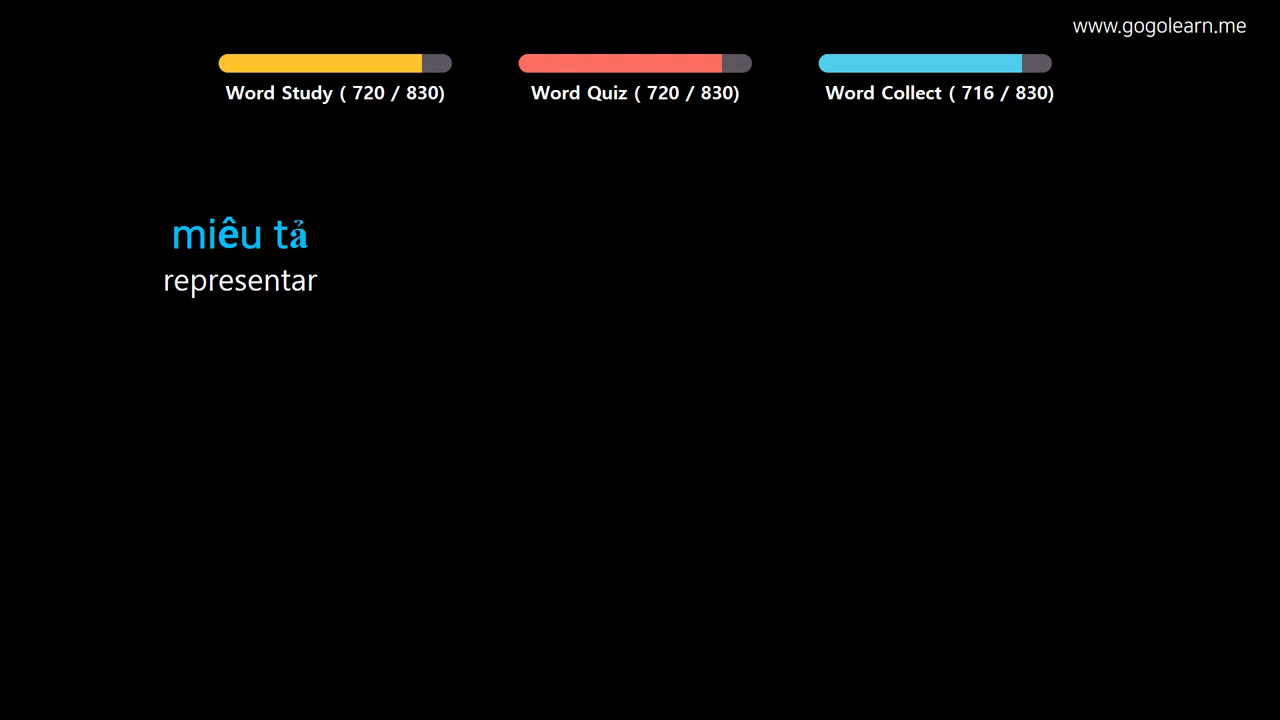 www.gogolearn.me
Word Study ( 720 / 830)
Word Quiz ( 720 / 830)
Word Collect ( 716 / 830)
miêu tả
representar